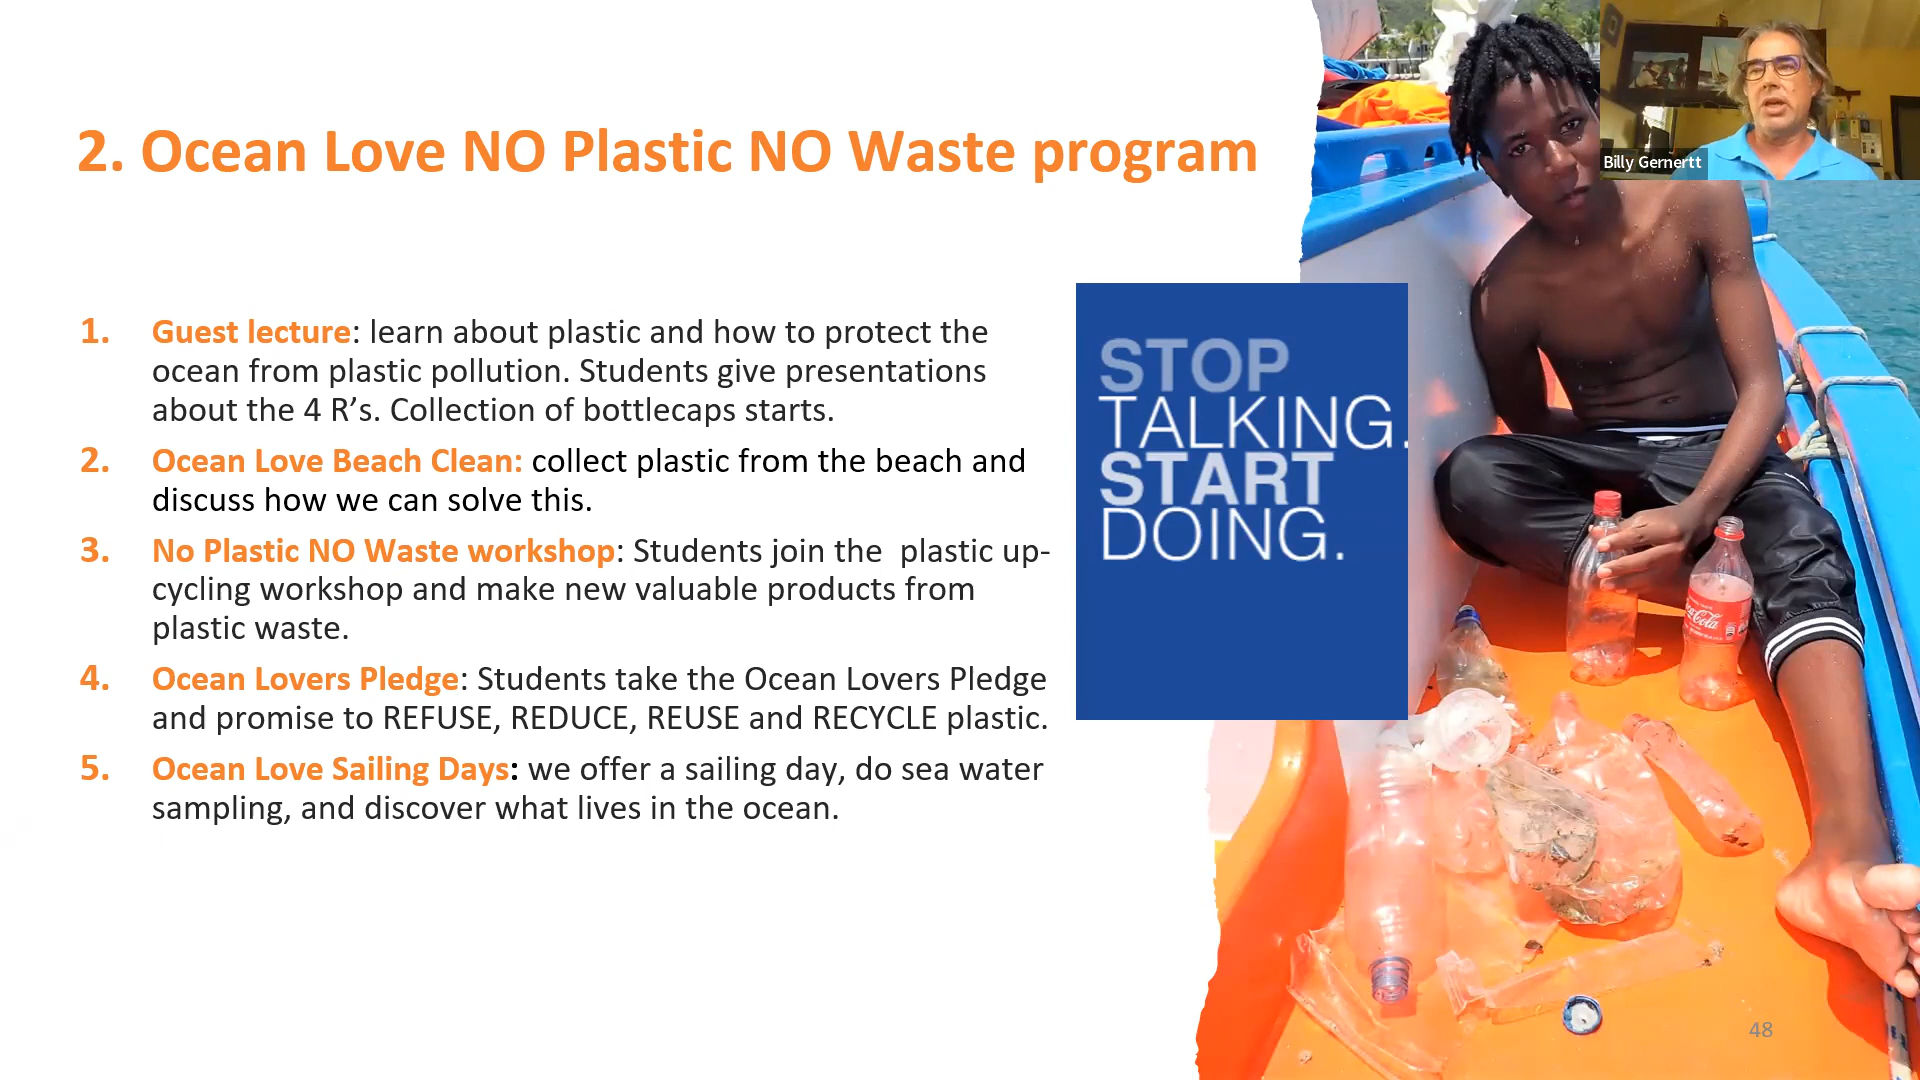 2. Ocean Love NO Plastic NO Waste program
Billy Gernertt
1. Guest lecture: learn about plastic and how to protect the
ocean from plastic pollution. Students give presentations
about the 4 R’s. Collection of bottlecaps starts.
2. Ocean Love Beach Clean: collect plastic from the beach and
discuss how we can solve this.
3. No Plastic NO Waste workshop: Students join the  plastic up-
cycling workshop and make new valuable products from
plastic waste.
4. Ocean Lovers Pledge: Students take the Ocean Lovers Pledge
and promise to REFUSE, REDUCE, REUSE and RECYCLE plastic.
5. Ocean Love Sailing Days: we offer a sailing day, do sea water
sampling, and discover what lives in the ocean.
STOP
TALKING.
START
DOING.
Coca-Cola
48